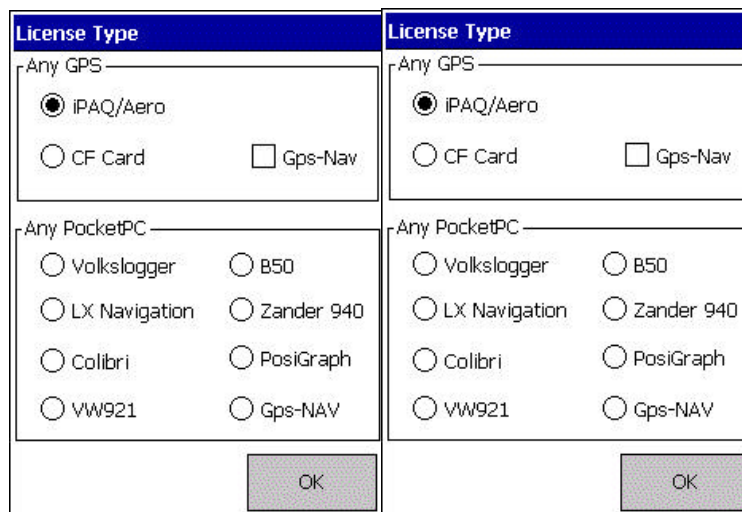 License Type
Any GPS
iPAQ/Aero
CF Card Gps-Nav
Any PocketPC
Volkslogger B50
LX Navigation Zander 940
Colibri PosiGraph
VW921 Gps-NAV
OK
License Type
Any GPS
iPAQ/Aero
CF Card Gps-Nav
Any PocketPC
Volkslogger B50
LX Navigation Zander 940
Colibri PosiGraph
VW921 Gps-NAV
OK